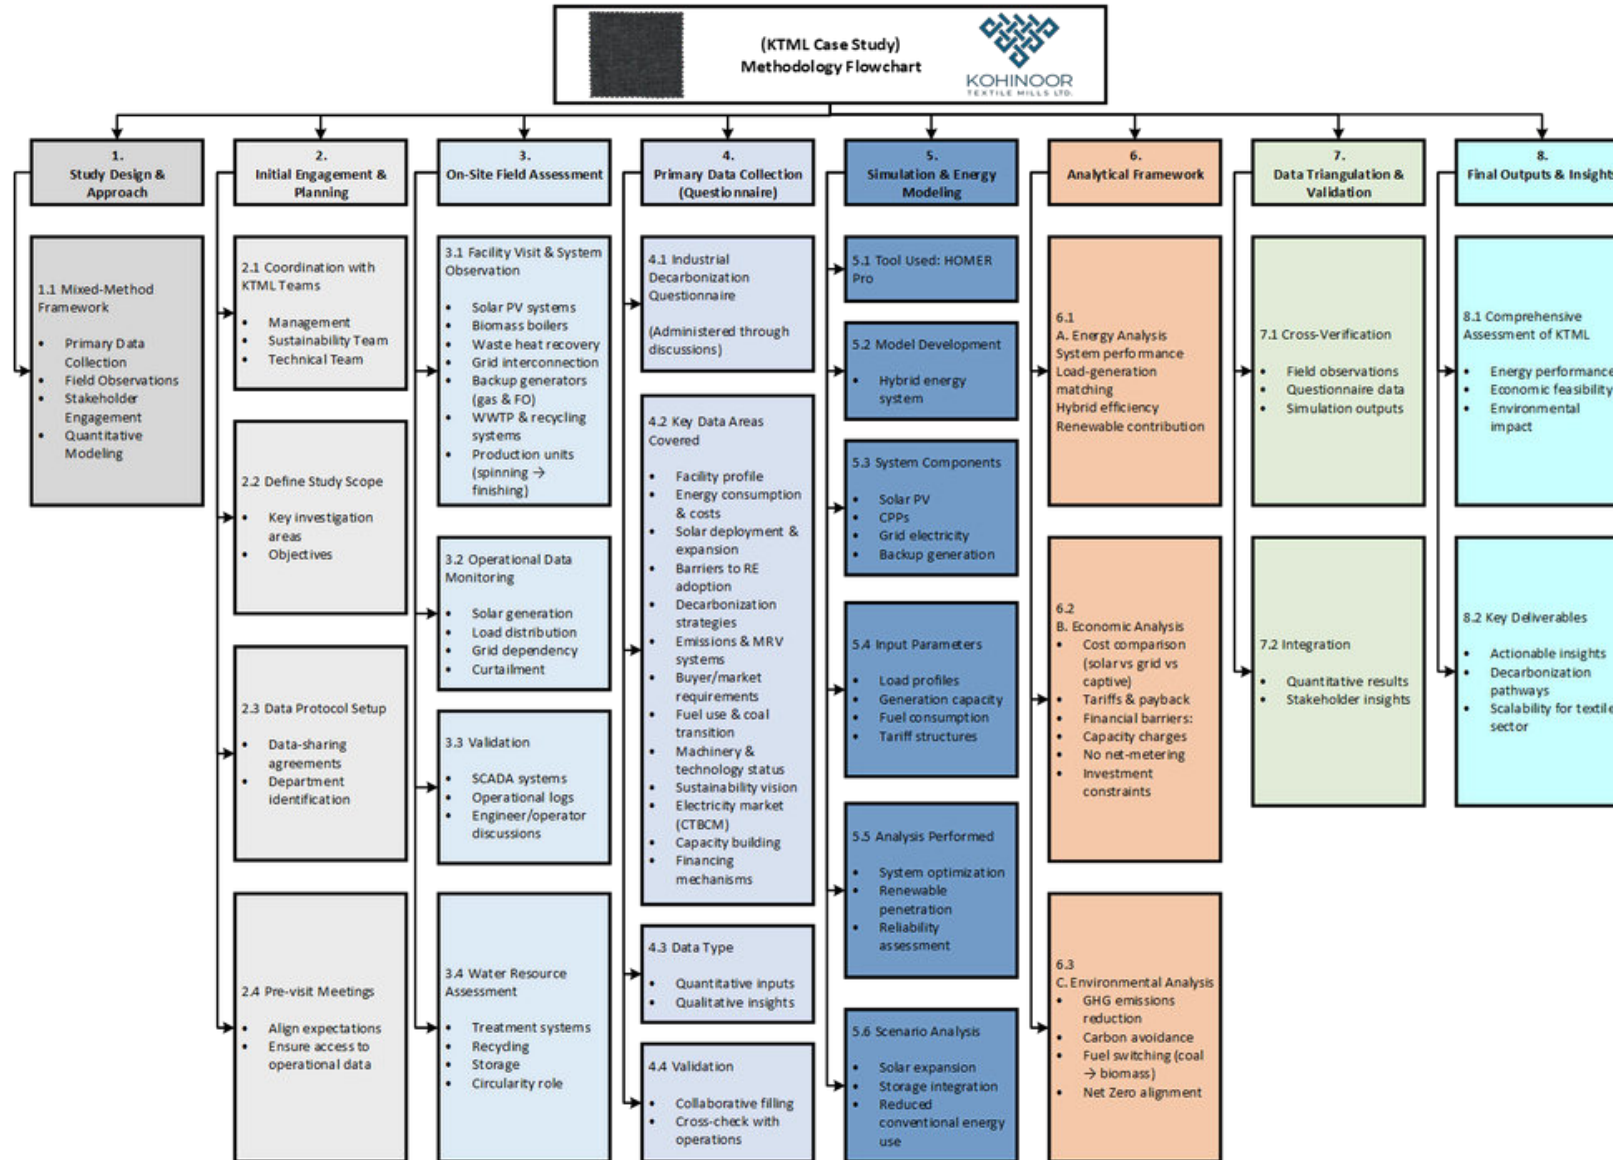 (KTML Case Study)
Methodology Flowchart
KOHINOOR
TEXTILE MILLS LTD.
1.
Study Design &
Approach
1.1 Mixed-Method
Framework
• Primary Data
Collection
• Field Observations
• Stakeholder
Engagement
• Quantitative
Modeling
2.
Initial Engagement &
Planning
2.1 Coordination with
KTML Teams
• Management
• Sustainability Team
• Technical Team
2.2 Define Study Scope
• Key investigation
areas
• Objectives
2.3 Data Protocol Setup
• Data-sharing
agreements
• Department
identification
2.4 Pre-visit Meetings
• Align expectations
• Ensure access to
operational data
3.
On-Site Field Assessment
3.1 Facility Visit & System
Observation
• Solar PV systems
• Biomass boilers
• Waste heat recovery
• Grid interconnection
• Backup generators
(gas & FO)
• WWTP & recycling
systems
• Production units
(spinning →
finishing)
3.2 Operational Data
Monitoring
• Solar generation
• Load distribution
• Grid dependency
• Curtailment
3.3 Validation
• SCADA systems
• Operational logs
• Engineer/operator
discussions
3.4 Water Resource
Assessment
• Treatment systems
• Recycling
• Storage
• Circularity role
4.
Primary Data Collection
(Questionnaire)
4.1 Industrial
Decarbonization
Questionnaire
(Administered through
discussions)
4.2 Key Data Areas
Covered
• Facility profile
• Energy consumption
& costs
• Solar deployment &
expansion
• Barriers to RE
adoption
• Decarbonization
strategies
• Emissions & MRV
systems
• Buyer/market
requirements
• Fuel use & coal
transition
• Machinery &
technology status
• Sustainability vision
• Electricity market
(CTBCM)
• Capacity building
• Financing
mechanisms
4.3 Data Type
• Quantitative inputs
• Qualitative insights
4.4 Validation
• Collaborative filling
• Cross-check with
operations
5.
Simulation & Energy
Modeling
5.1 Tool Used: HOMER
Pro
5.2 Model Development
• Hybrid energy
system
5.3 System Components
• Solar PV
• CPPs
• Grid electricity
• Backup generation
5.4 Input Parameters
• Load profiles
• Generation capacity
• Fuel consumption
• Tariff structures
5.5 Analysis Performed
• System optimization
• Renewable
penetration
• Reliability
assessment
5.6 Scenario Analysis
• Solar expansion
• Storage integration
• Reduced
conventional energy
use
6.
Analytical Framework
6.1
A. Energy Analysis
System performance
Load-generation
matching
Hybrid efficiency
Renewable contribution
6.2
B. Economic Analysis
• Cost comparison
(solar vs grid vs
captive)
• Tariffs & payback
• Financial barriers:
• Capacity charges
• No net-metering
• Investment
constraints
6.3
C. Environmental Analysis
• GHG emissions
reduction
• Carbon avoidance
• Fuel switching (coal
→ biomass)
• Net Zero alignment
7.
Data Triangulation &
Validation
7.1 Cross-Verification
• Field observations
• Questionnaire data
• Simulation outputs
7.2 Integration
• Quantitative results
• Stakeholder insights
8.
Final Outputs & Insight
8.1 Comprehensive
Assessment of KTML
• Energy performance
• Economic feasibility
• Environmental
impact
8.2 Key Deliverables
• Actionable insights
• Decarbonization
pathways
• Scalability for textile
sector